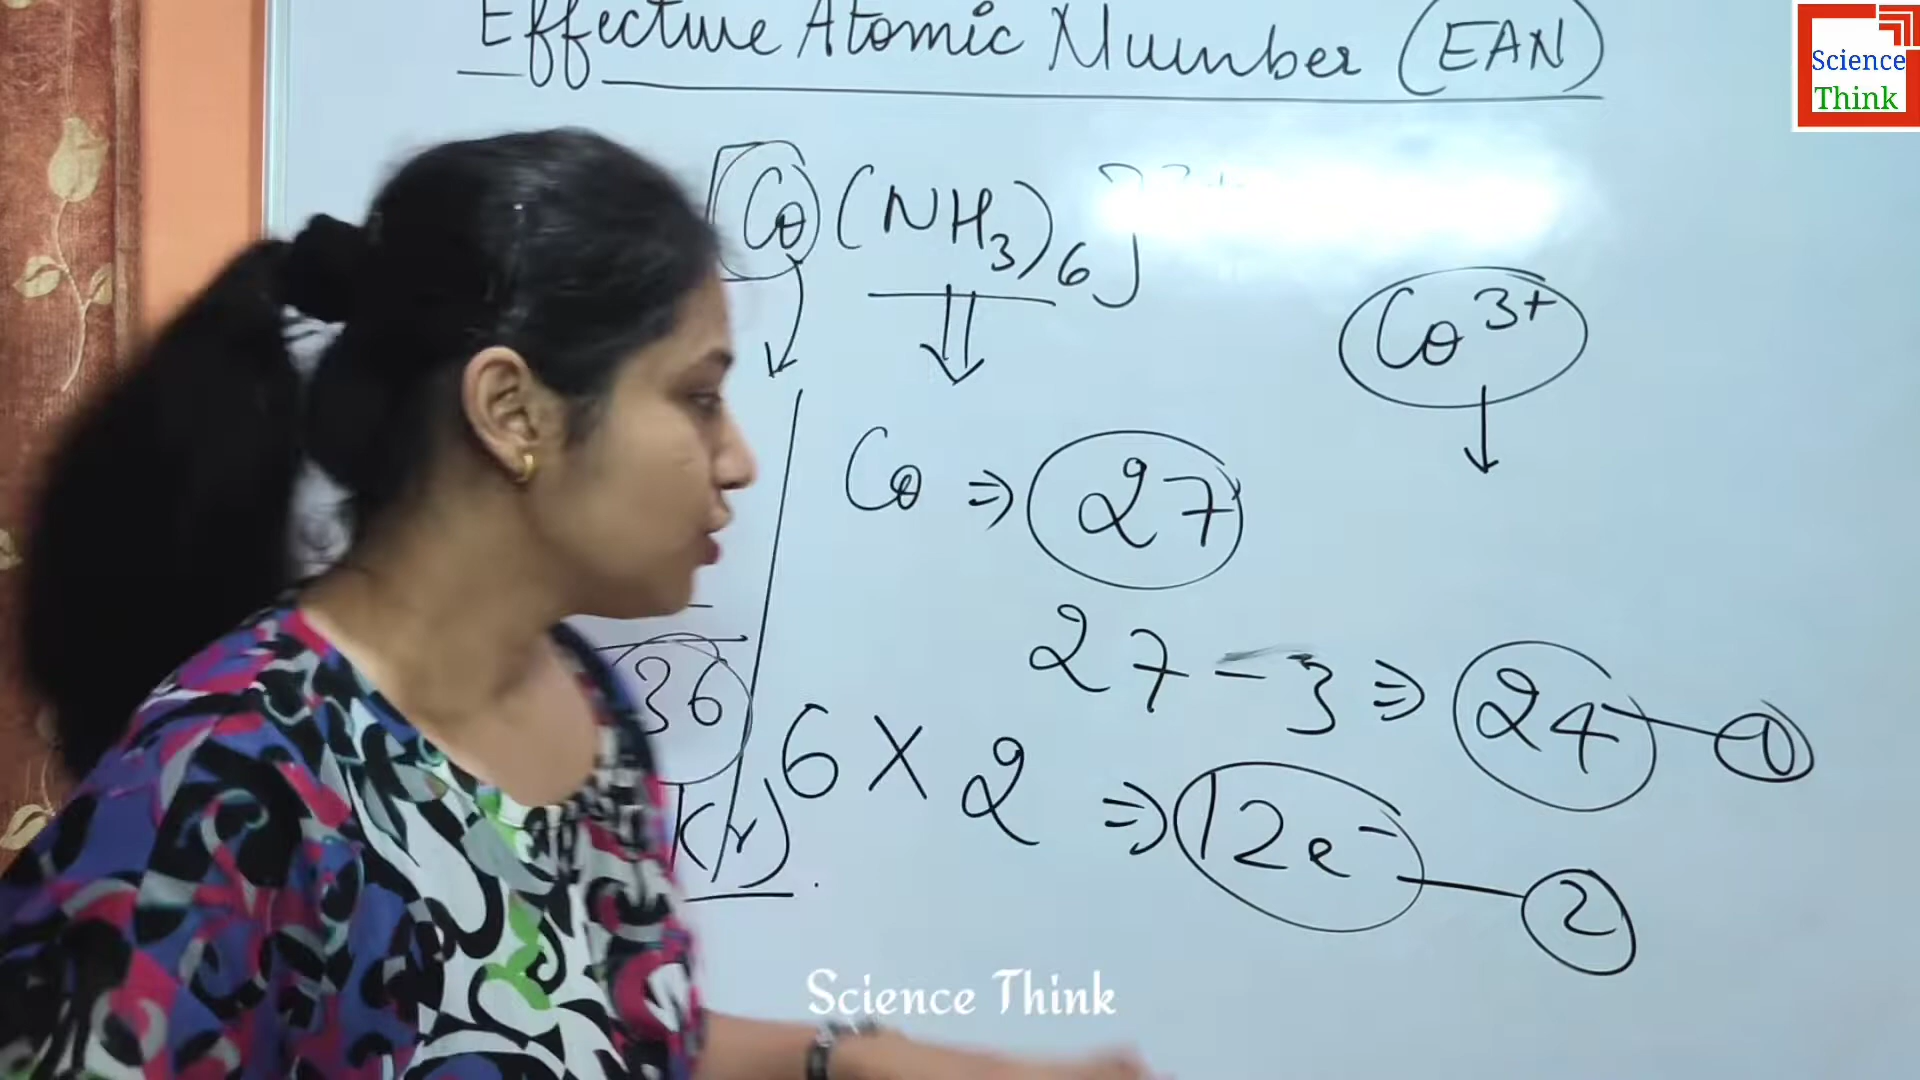 Effective Atomic Number (EAN)
Science
Think
Co(NH3)6]
Co3+
Co ⇒ 27
27 - 3 ⇒ 24 - 1
36
6 X 2 ⇒ 12e- - 2
(Kr)
Science Think